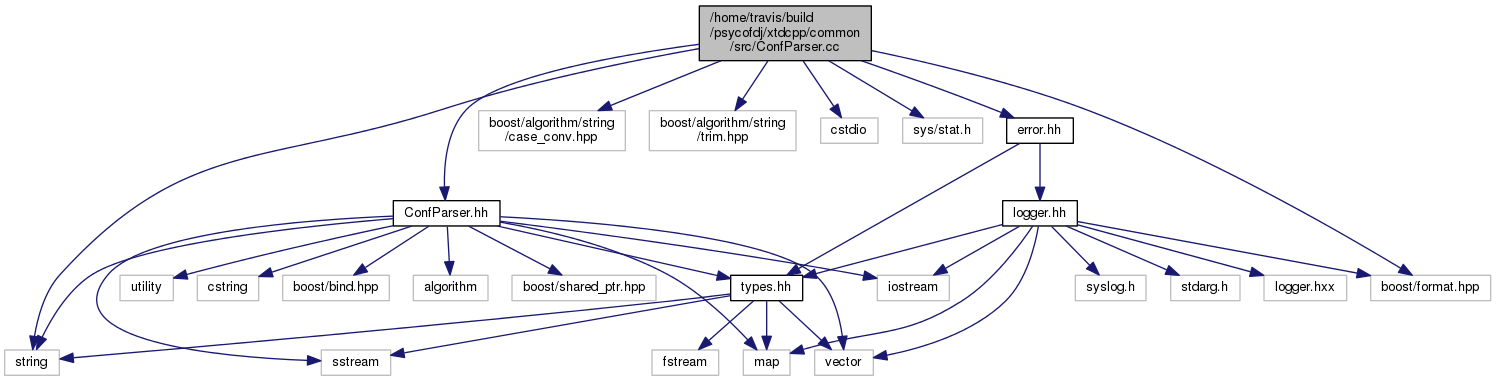 /home/travis/build
/psycofdj/xtdcpp/common
/src/ConfParser.cc
boost/algorithm/string
/case_conv.hpp
boost/algorithm/string
/trim.hpp
cstdio
sys/stat.h
error.hh
ConfParser.hh
logger.hh
utility
cstring
boost/bind.hpp
algorithm
boost/shared_ptr.hpp
types.hh
iostream
syslog.h
stdarg.h
logger.hxx
boost/format.hpp
string
sstream
fstream
map
vector